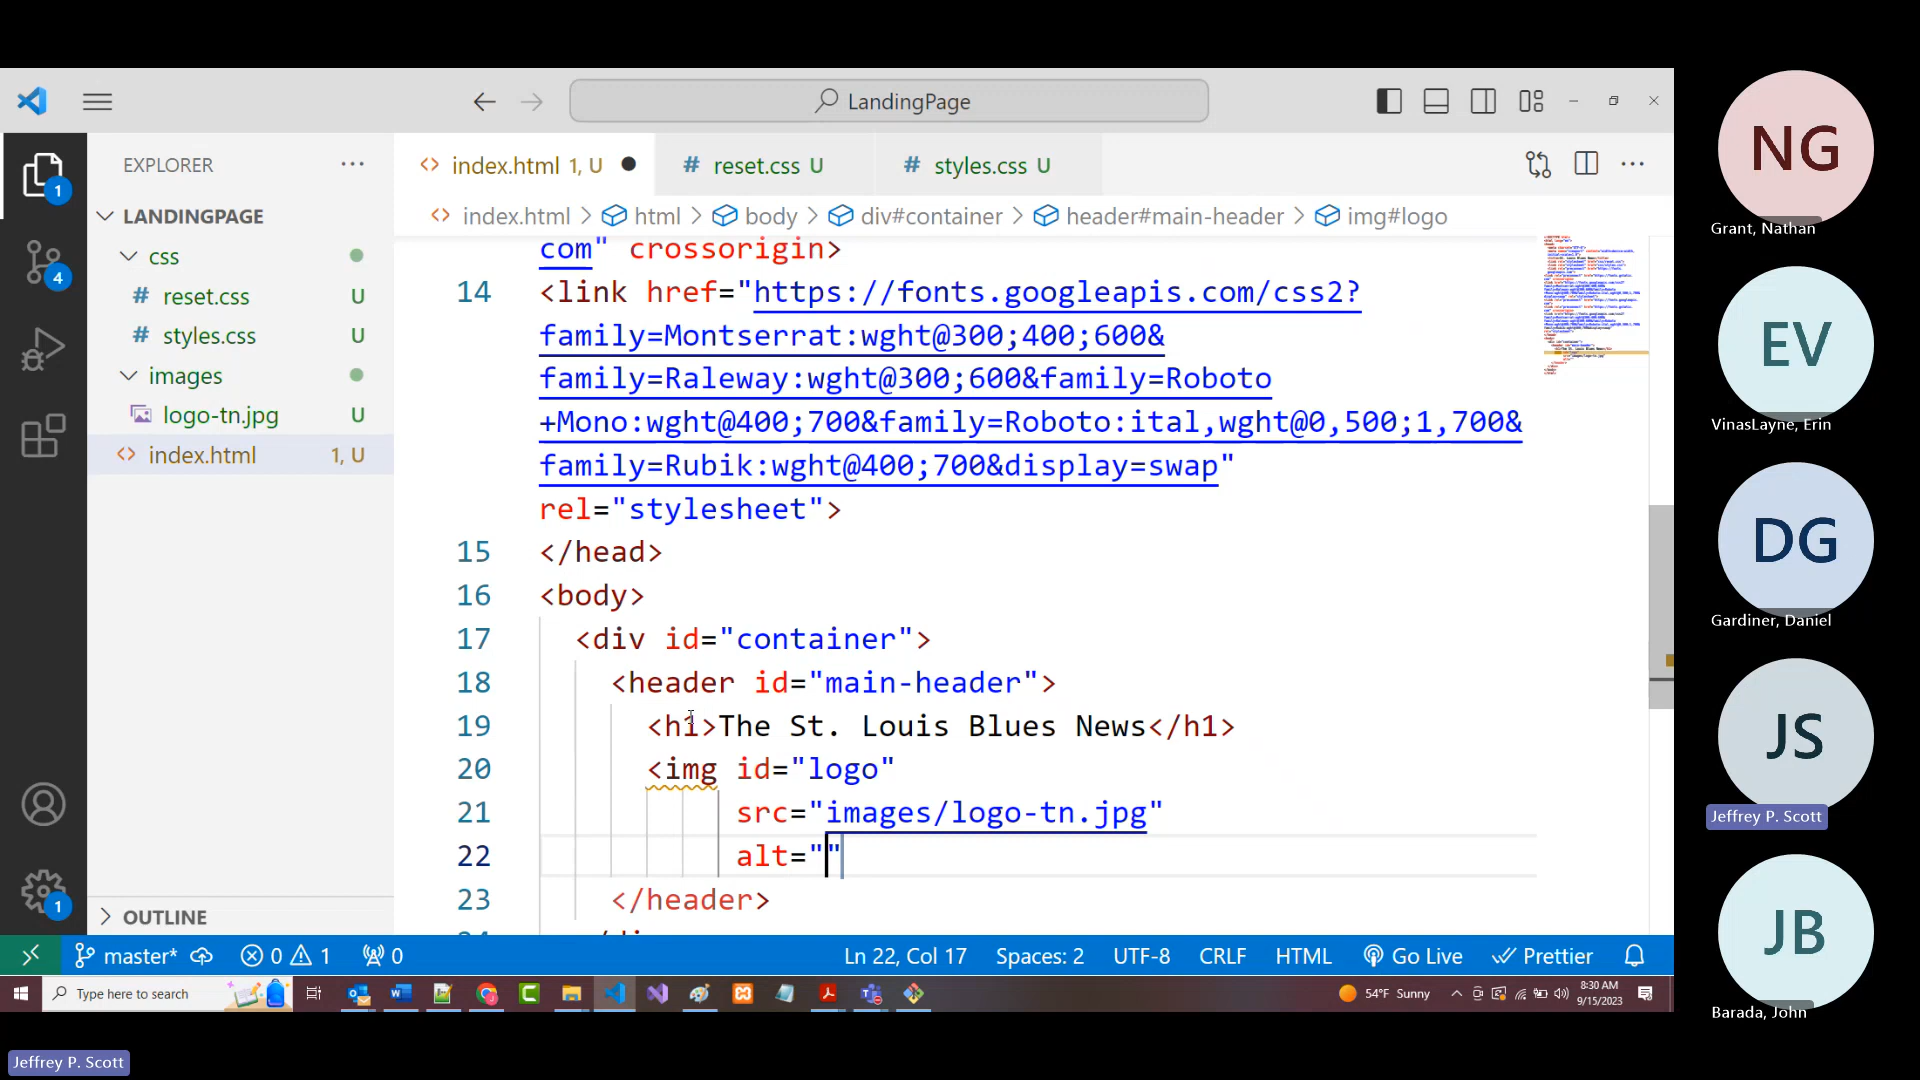 LandingPage
EXPLORER
index.html 1, U
# reset.css U
# styles.css U
index.html > html > body > div#container > header#main-header > img#logo
LANDINGPAGE
css
# reset.css U
# styles.css U
images
logo-tn.jpg U
index.html 1, U
OUTLINE
1
4
1
com" crossorigin>
14 <link href="https://fonts.googleapis.com/css2?
family=Montserrat:wght@300;400;600&
family=Raleway:wght@300;600&family=Roboto
+Mono:wght@400;700&family=Roboto:ital,wght@0,500;1,700&
family=Rubik:wght@400;700&display=swap"
rel="stylesheet">
15 </head>
16 <body>
17 <div id="container">
18 <header id="main-header">
19 <h1>The St. Louis Blues News</h1>
20 <img id="logo"
21 src="images/logo-tn.jpg"
22 alt=""
23 </header>
master* 0 1 0
Ln 22, Col 17 Spaces: 2 UTF-8 CRLF HTML Go Live Prettier
Type here to search
54°F Sunny
8:30 AM
9/15/2023
NG
Grant, Nathan
EV
VinasLayne, Erin
DG
Gardiner, Daniel
JS
Jeffrey P. Scott
JB
Barada, John
Jeffrey P. Scott